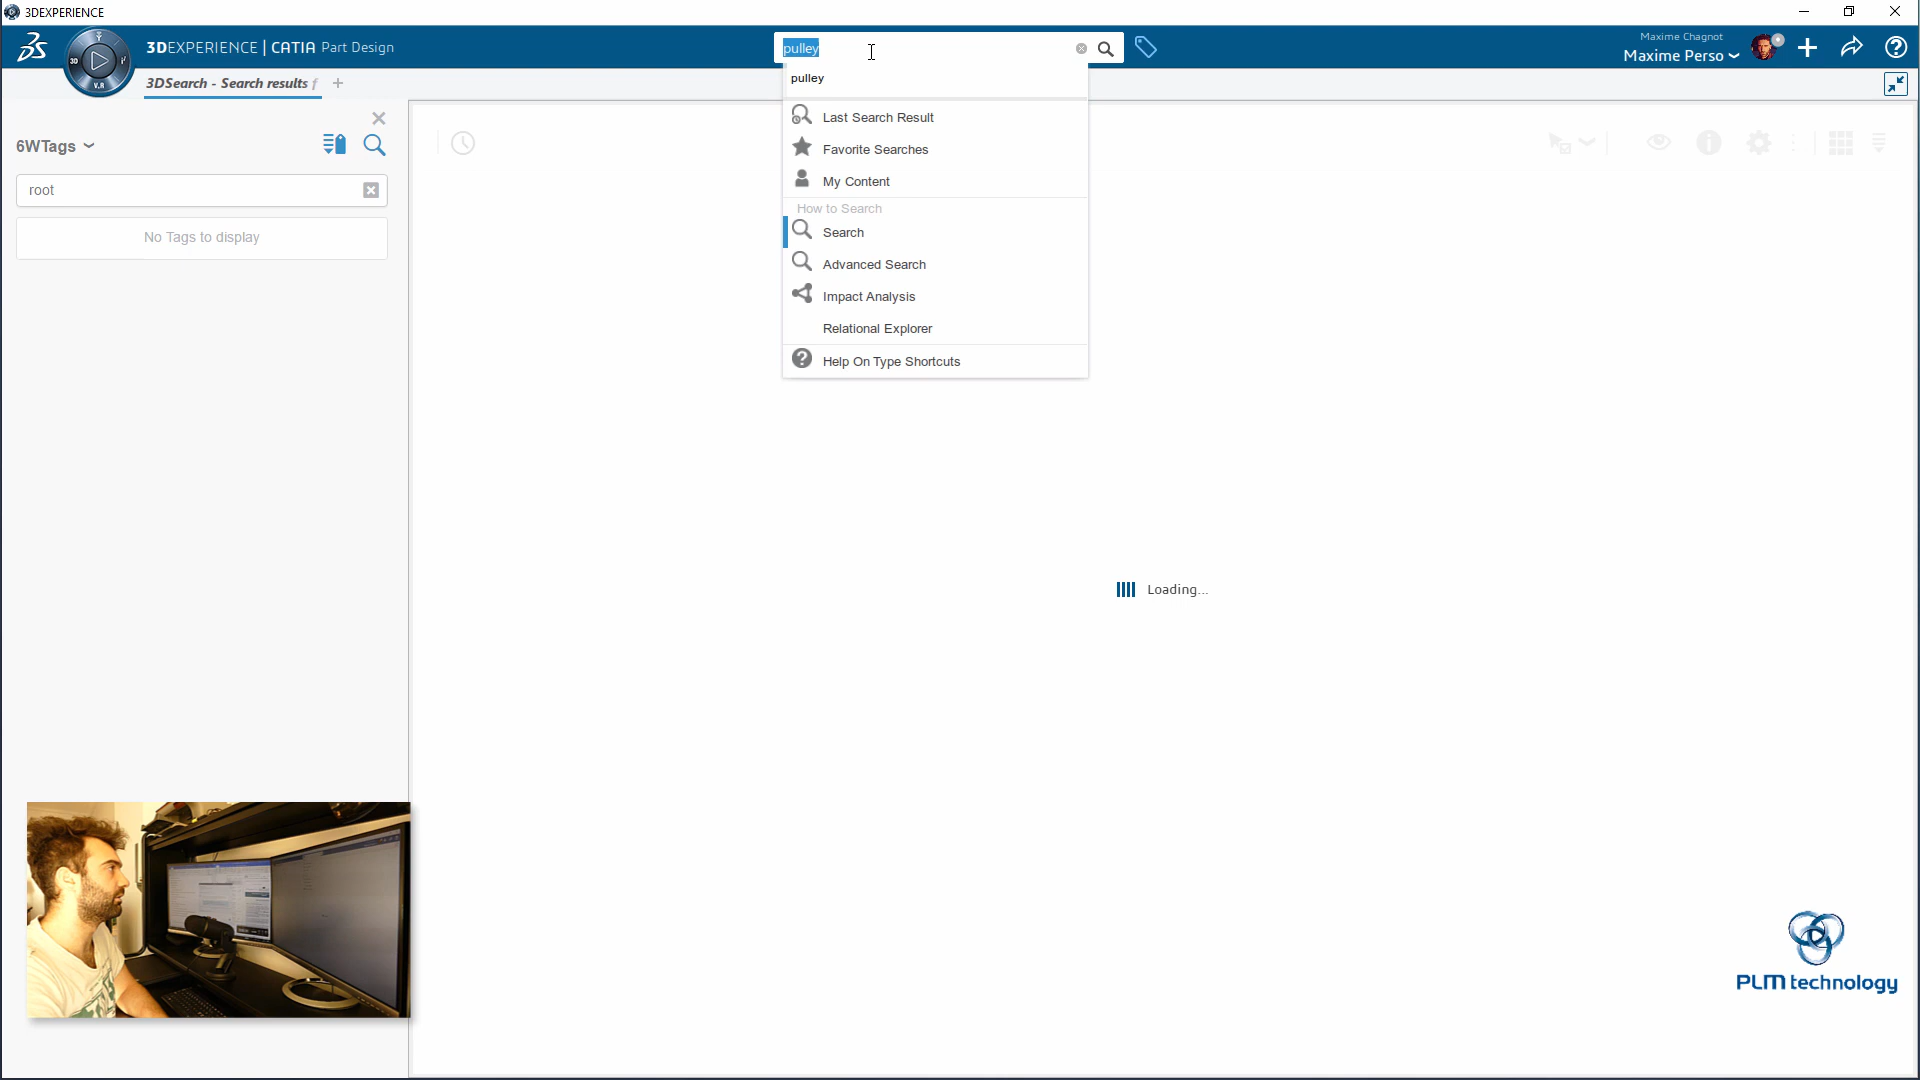 3DEXPERIENCE
3DEXPERIENCE | CATIA Part Design
pulley
Maxime Chagnot
Maxime Perso
3D
V.R
3DSearch - Search results f
pulley
Last Search Result
Favorite Searches
My Content
How to Search
Search
Advanced Search
Impact Analysis
Relational Explorer
Help On Type Shortcuts
6WTags
root
No Tags to display
Loading...
PLM technology